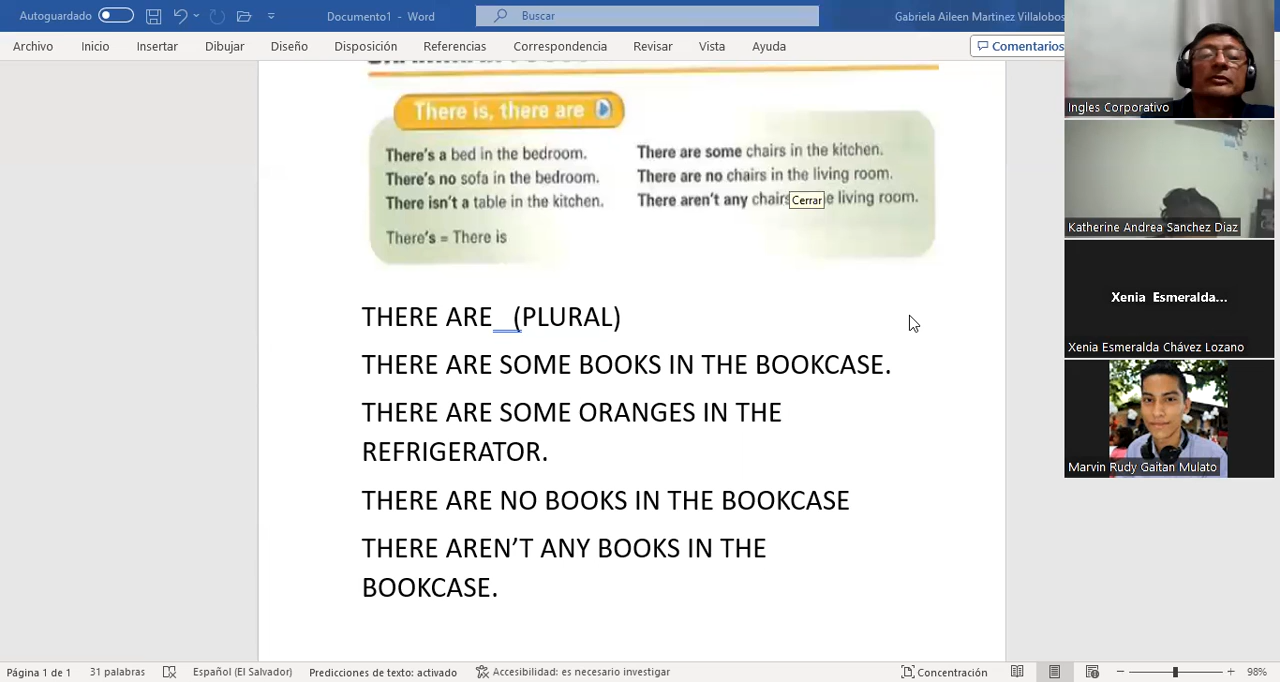 Autoguardado
Documento1 - Word
Buscar
Gabriela Aileen Martinez Villalobos
Archivo Inicio Insertar Dibujar Diseño Disposición Referencias Correspondencia Revisar Vista Ayuda
Comentarios
There is, there are
There's a bed in the bedroom.
There's no sofa in the bedroom.
There isn't a table in the kitchen.
There's = There is
There are some chairs in the kitchen.
There are no chairs in the living room.
There aren't any chairs
Cerrar
e living room.
THERE ARE (PLURAL)
THERE ARE SOME BOOKS IN THE BOOKCASE.
THERE ARE SOME ORANGES IN THE
REFRIGERATOR.
THERE ARE NO BOOKS IN THE BOOKCASE
THERE AREN'T ANY BOOKS IN THE
BOOKCASE.
Ingles Corporativo
Katherine Andrea Sanchez Diaz
Xenia Esmeralda...
Xenia Esmeralda Chávez Lozano
Marvin Rudy Gaitan Mulato
Página 1 de 1 31 palabras Español (El Salvador) Predicciones de texto: activado Accesibilidad: es necesario investigar Concentración 98%